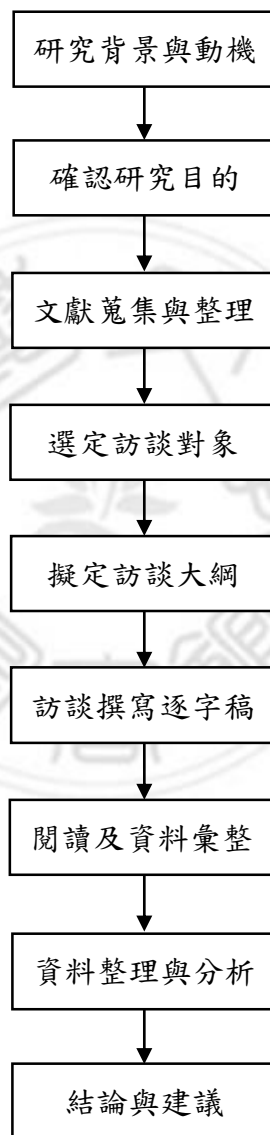 研究背景與動機
確認研究目的
文獻蒐集與整理
選定訪談對象
擬定訪談大綱
訪談撰寫逐字稿
閱讀及資料彙整
資料整理與分析
結論與建議